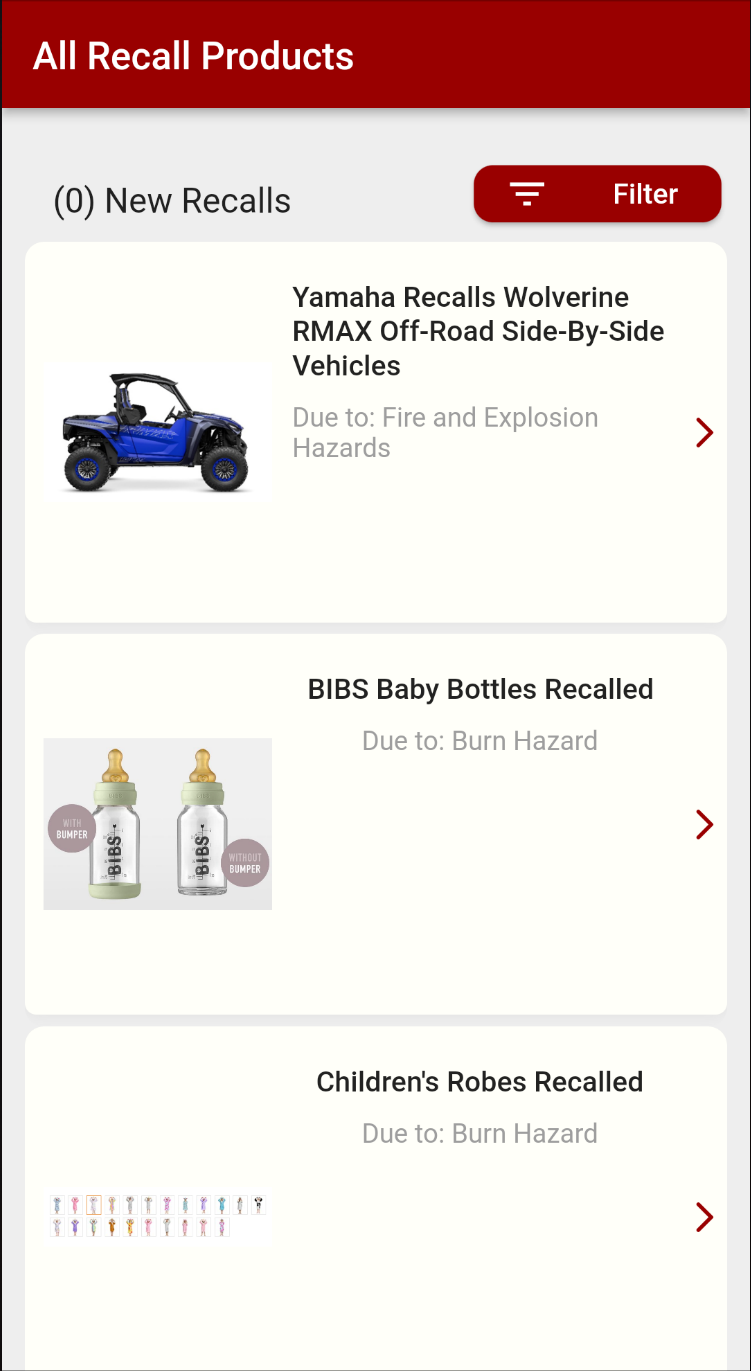 All Recall Products
(0) New Recalls
Filter
Yamaha Recalls Wolverine
RMAX Off-Road Side-By-Side
Vehicles
Due to: Fire and Explosion
Hazards
BIBS Baby Bottles Recalled
Due to: Burn Hazard
WITH
BUMPER
BIBS
BIBS
WITHOUT
BUMPER
Children's Robes Recalled
Due to: Burn Hazard